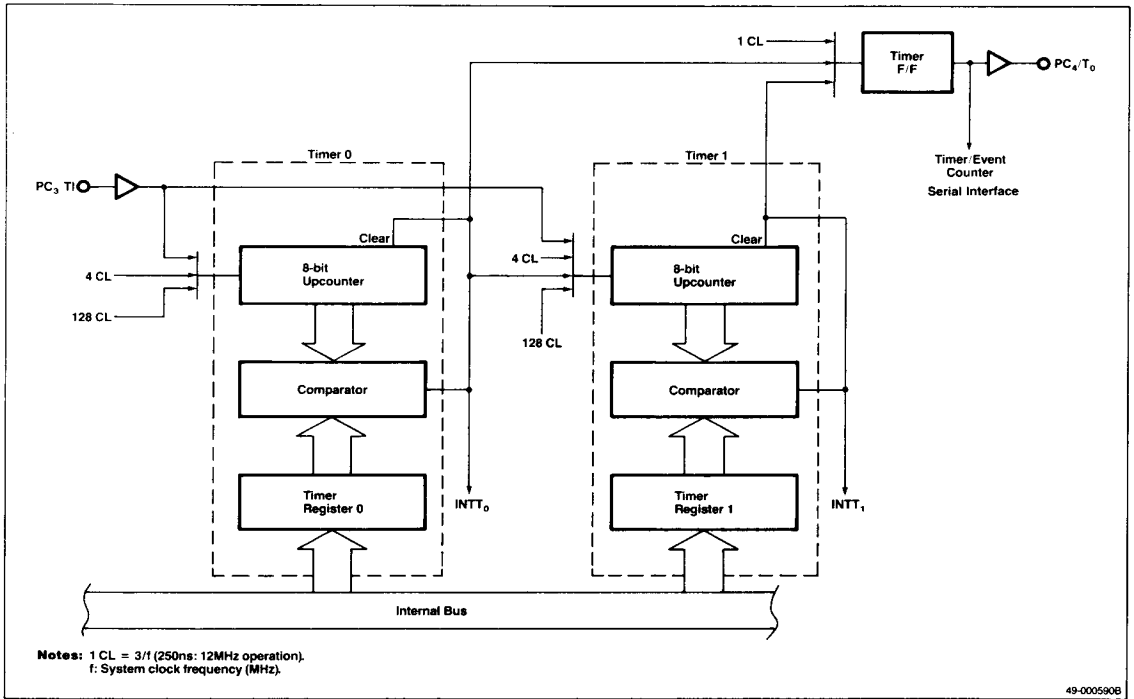 1 CL
Timer
F/F
PC4/T0
Timer/Event
Counter
Serial Interface
Timer 0
Timer 1
PC3 TI
Clear
Clear
8-bit
Upcounter
4 CL
128 CL
4 CL
8-bit
Upcounter
128 CL
Comparator
Comparator
Timer
Register 0
INTT0
Timer
Register 1
INTT1
Internal Bus
Notes: 1 CL = 3/f (250ns: 12MHz operation).
f: System clock frequency (MHz).
49-000590B